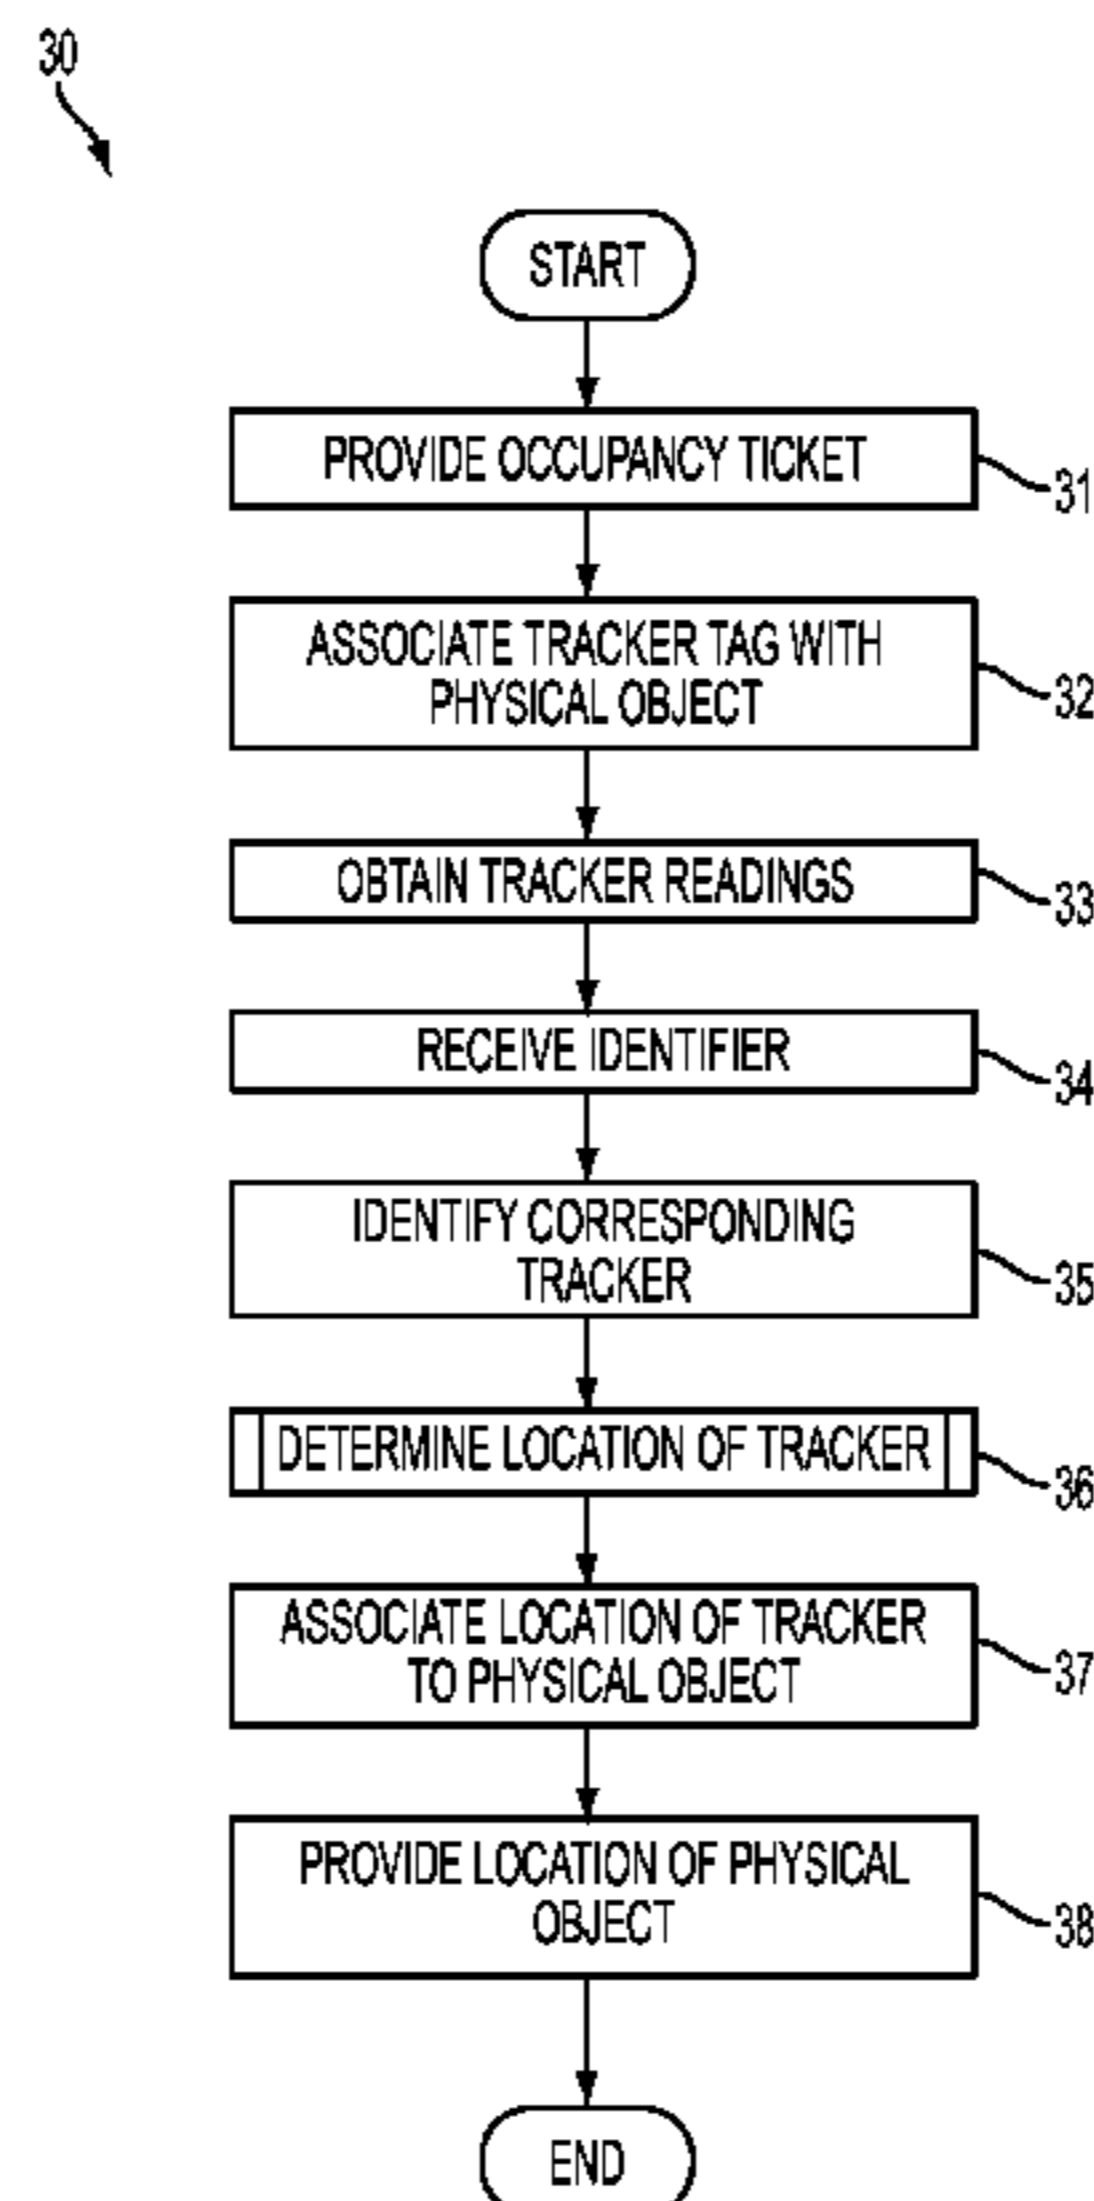 30
START
PROVIDE OCCUPANCY TICKET
31
ASSOCIATE TRACKER TAG WITH
PHYSICAL OBJECT
32
OBTAIN TRACKER READINGS
33
RECEIVE IDENTIFIER
34
IDENTIFY CORRESPONDING
TRACKER
35
DETERMINE LOCATION OF TRACKER
36
ASSOCIATE LOCATION OF TRACKER
TO PHYSICAL OBJECT
37
PROVIDE LOCATION OF PHYSICAL
OBJECT
38
END